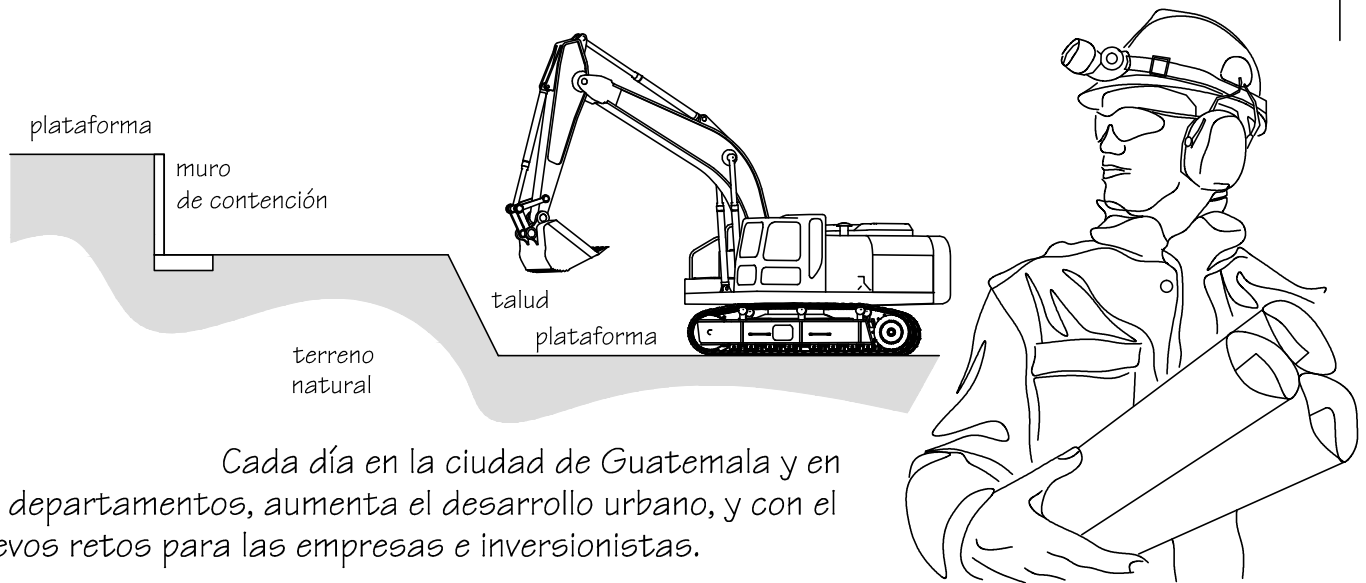 plataforma
muro
de contención
talud
plataforma
terreno
natural
Cada día en la ciudad de Guatemala y en
departamentos, aumenta el desarrollo urbano, y con el
retos para las empresas e inversionistas.